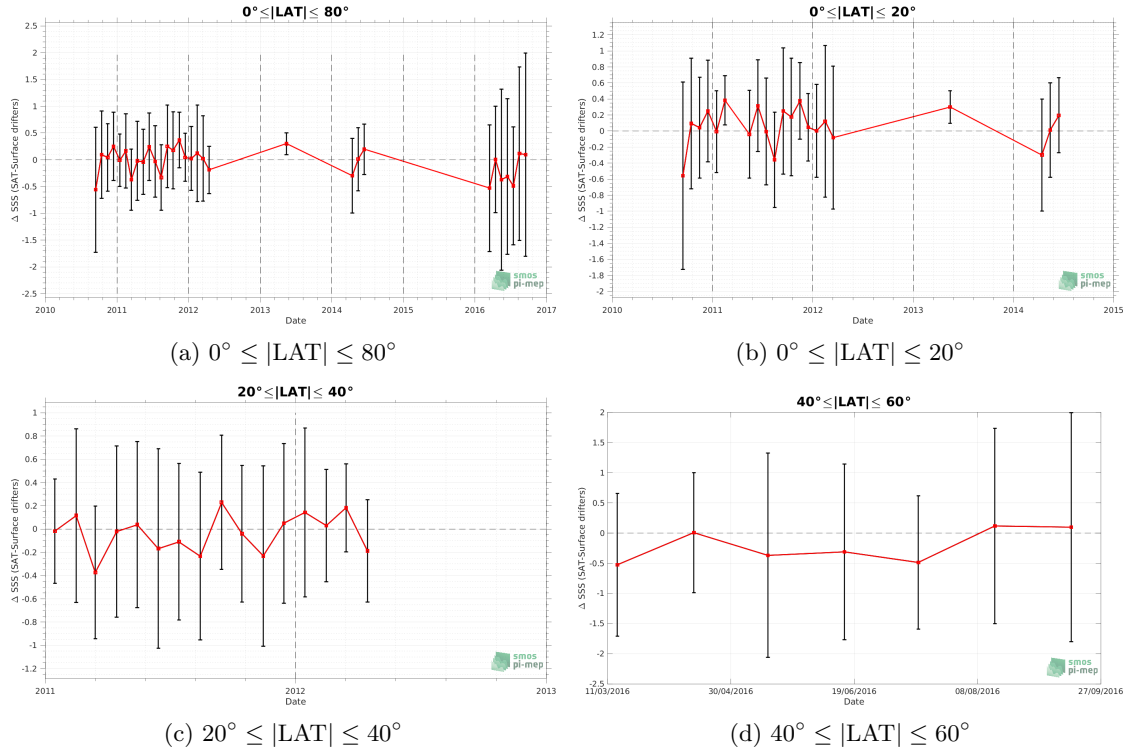 0°≤|LAT|≤ 80°
Δ SSS (SAT-Surface drifters)
2.5
2
1.5
1
0.5
0
-0.5
-1
-1.5
-2
-2.5
2010 2011 2012 2013 2014 2015 2016 2017
Date
smos
pi-mep
(a) 0° ≤ |LAT| ≤ 80°
0°≤|LAT|≤ 20°
Δ SSS (SAT-Surface drifters)
1.2
1
0.8
0.6
0.4
0.2
0
-0.2
-0.4
-0.6
-0.8
-1
-1.2
-1.4
-1.6
-1.8
-2
2010 2011 2012 2013 2014 2015
Date
smos
pi-mep
(b) 0° ≤ |LAT| ≤ 20°
20°≤|LAT|≤ 40°
Δ SSS (SAT-Surface drifters)
1
0.8
0.6
0.4
0.2
0
-0.2
-0.4
-0.6
-0.8
-1
-1.2
2011 2012 2013
Date
smos
pi-mep
(c) 20° ≤ |LAT| ≤ 40°
40°≤|LAT|≤ 60°
Δ SSS (SAT-Surface drifters)
2
1.5
1
0.5
0
-0.5
-1
-1.5
-2
-2.5
11/03/2016 30/04/2016 19/06/2016 08/08/2016 27/09/2016
Date
smos
pi-mep
(d) 40° ≤ |LAT| ≤ 60°